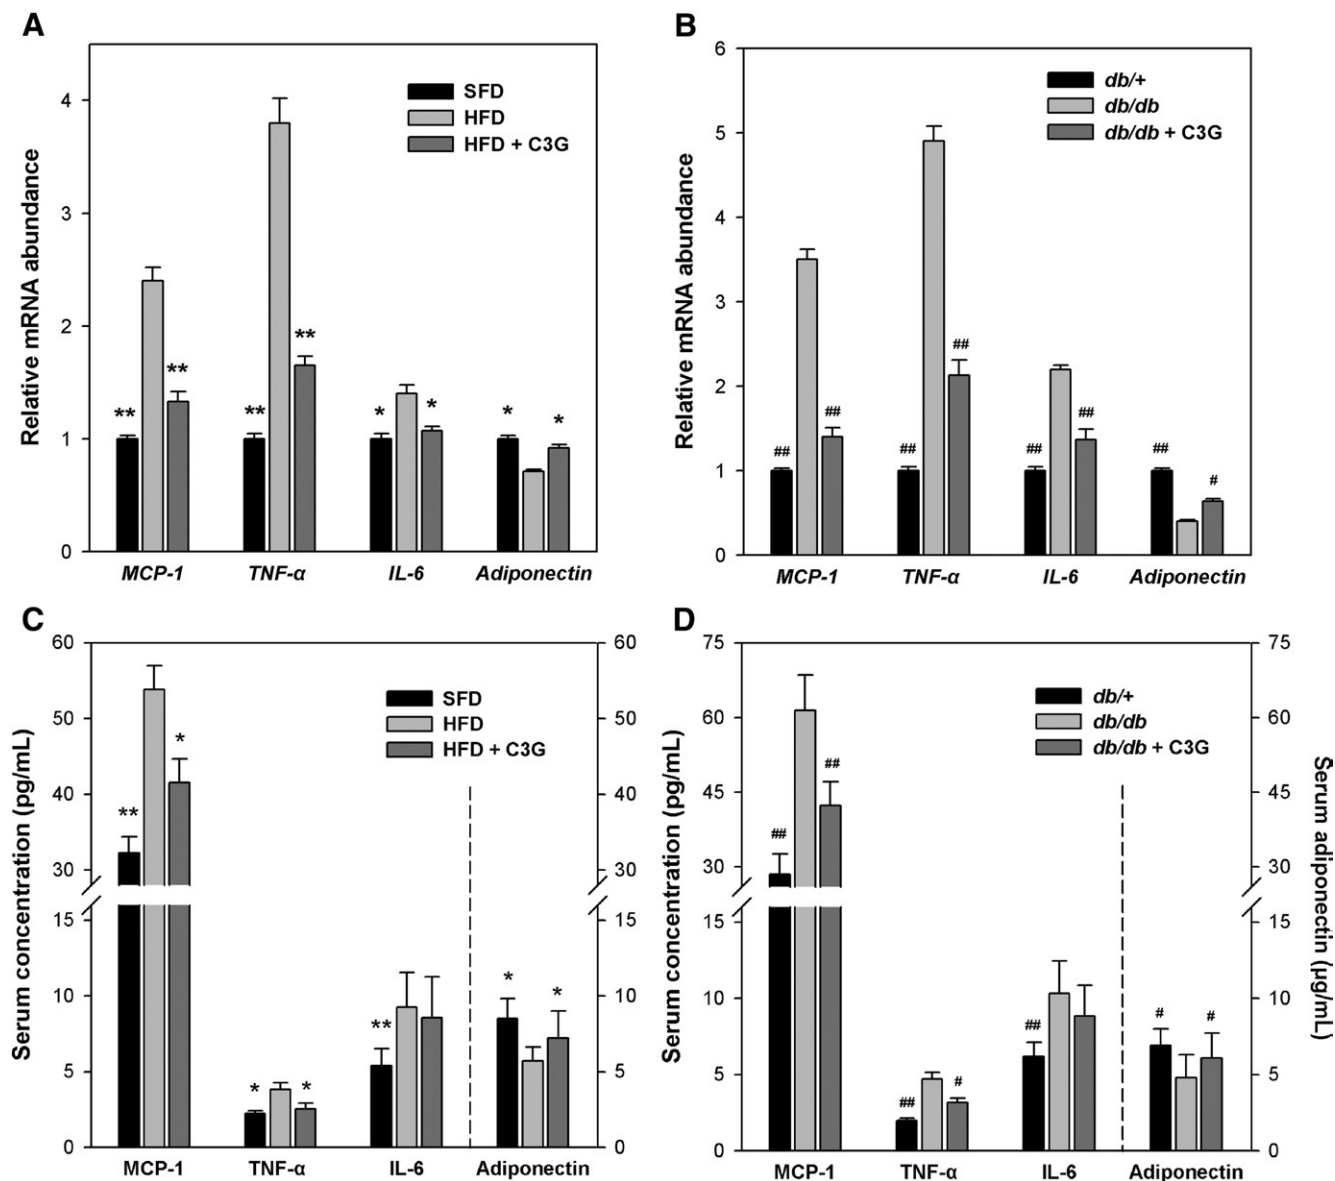 A
Relative mRNA abundance
4
3
2
1
0
SFD
HFD
HFD + C3G
** ** ** ** * * * *
MCP-1 TNF-α IL-6 Adiponectin
B
Relative mRNA abundance
6
5
4
3
2
1
0
db/+
db/db
db/db + C3G
## ## ## ## ## ## ## #
MCP-1 TNF-α IL-6 Adiponectin
C
Serum concentration (pg/mL)
60 60
50 50
40 40
30 30
15 15
10 10
5 5
0 0
SFD
HFD
HFD + C3G
** * * * ** * *
MCP-1 TNF-α IL-6 Adiponectin
D
Serum concentration (pg/mL)
75 75
60 60
45 45
30 30
15 15
10 10
5 5
0 0
db/+
db/db
db/db + C3G
## ## ## # ## # #
MCP-1 TNF-α IL-6 Adiponectin
Serum adiponectin (μg/mL)